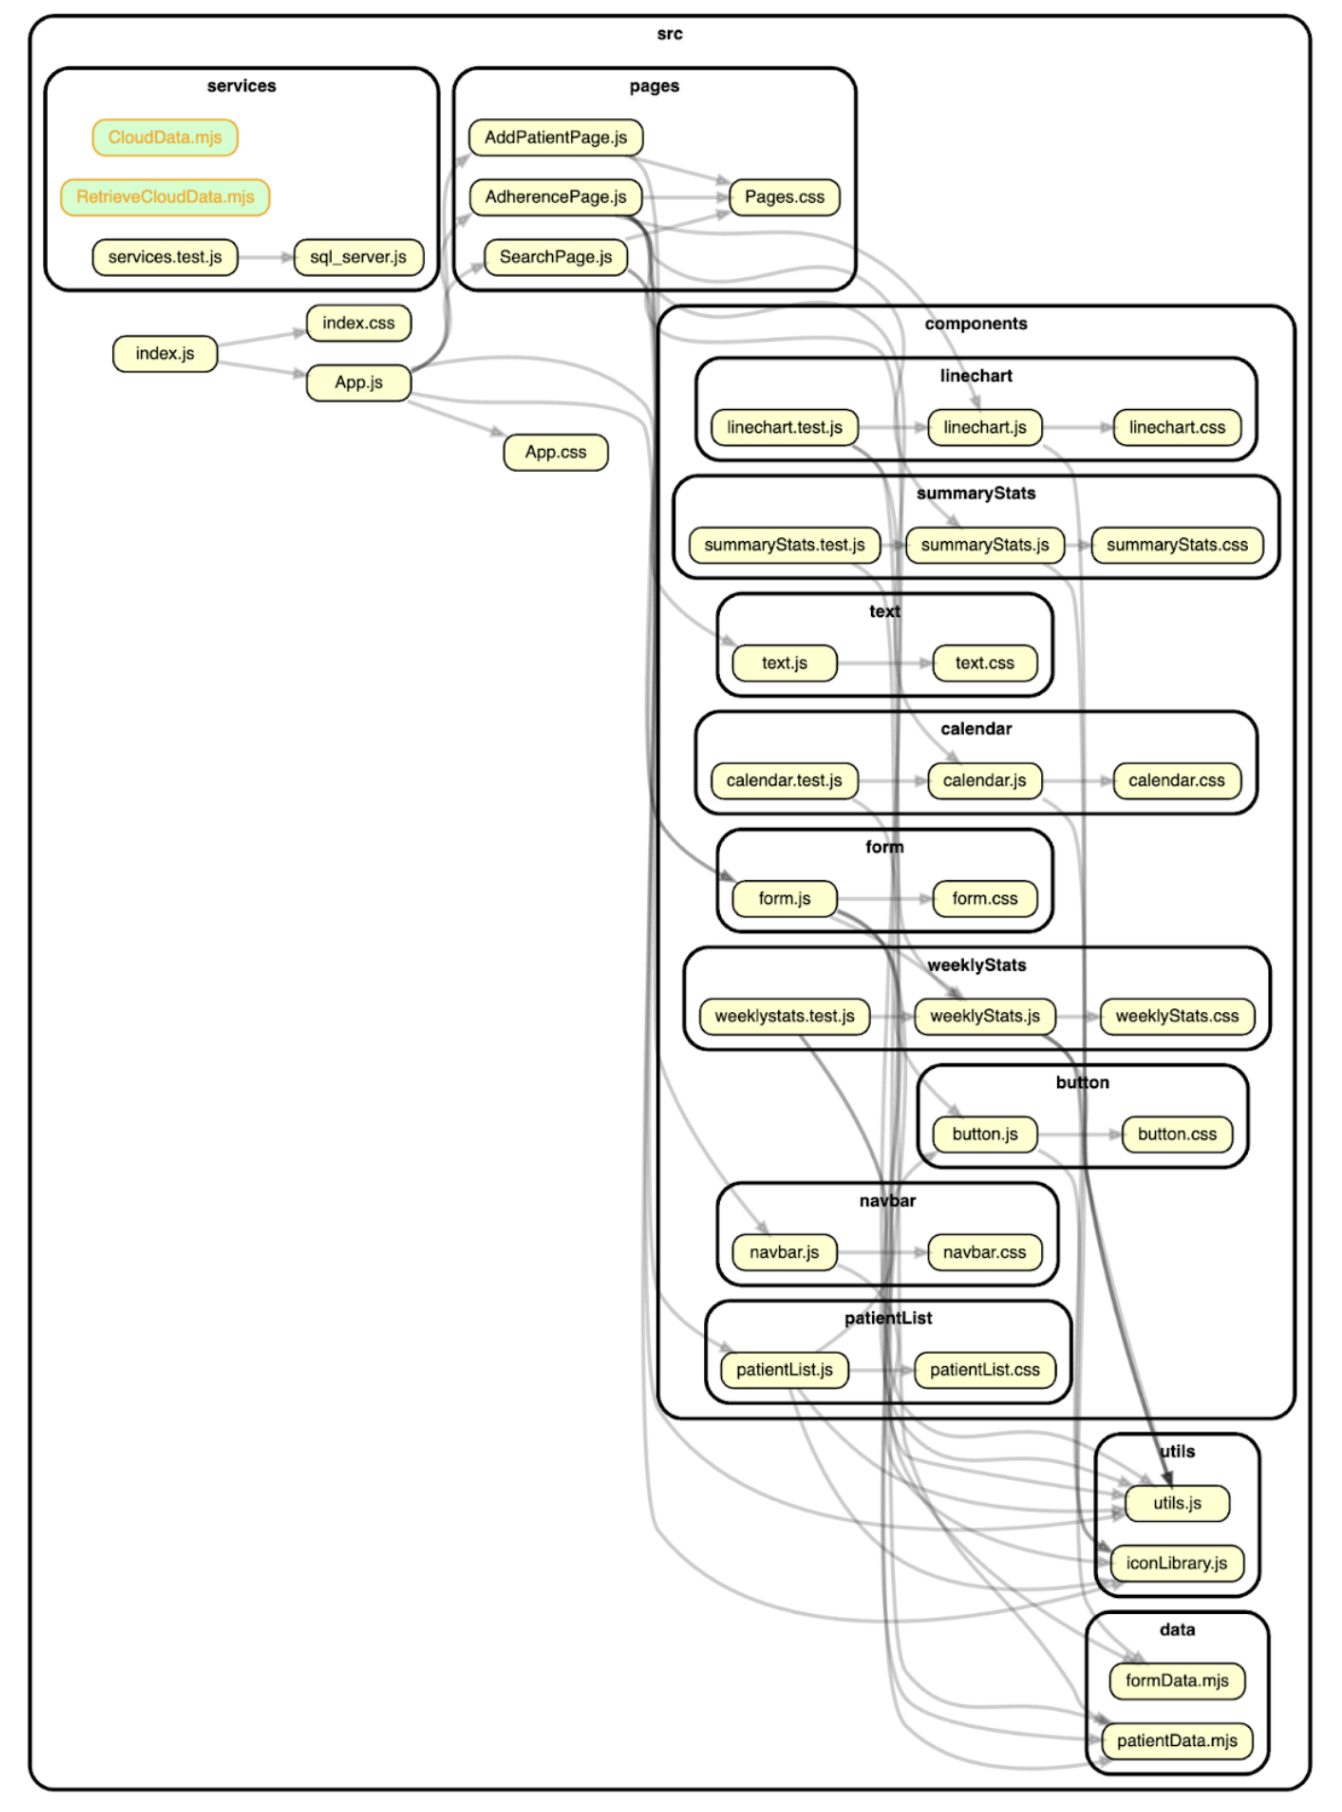 src
services
CloudData.mjs
RetrieveCloudData.mjs
services.test.js
sql_server.js
pages
AddPatientPage.js
AdherencePage.js
Pages.css
SearchPage.js
index.css
index.js
App.js
App.css
components
linechart
linechart.test.js
linechart.js
linechart.css
summaryStats
summaryStats.test.js
summaryStats.js
summaryStats.css
text
text.js
text.css
calendar
calendar.test.js
calendar.js
calendar.css
form
form.js
form.css
weeklyStats
weeklystats.test.js
weeklyStats.js
weeklyStats.css
button
button.js
button.css
navbar
navbar.js
navbar.css
patientList
patientList.js
patientList.css
utils
utils.js
iconLibrary.js
data
formData.mjs
patientData.mjs